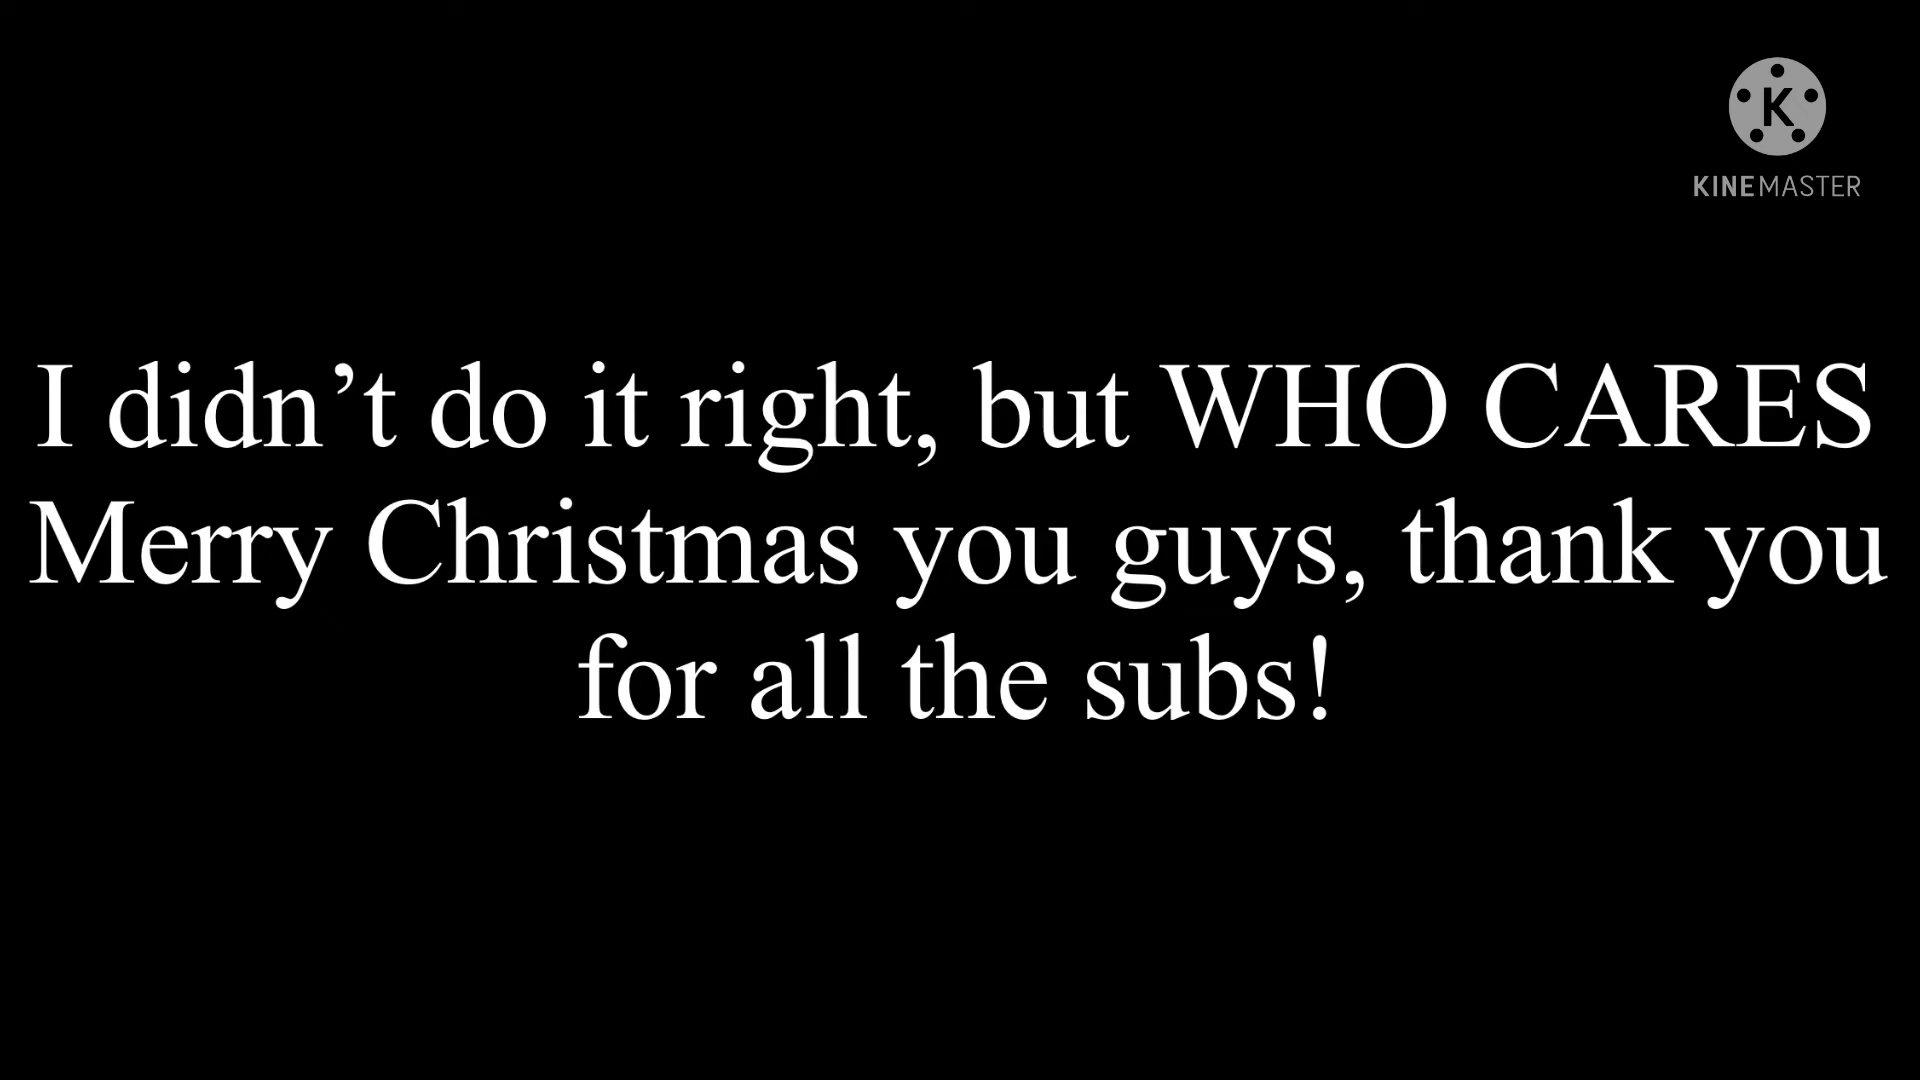 K
KINEMASTER
I didn’t do it right, but WHO CARES
Merry Christmas you guys, thank you
for all the subs!